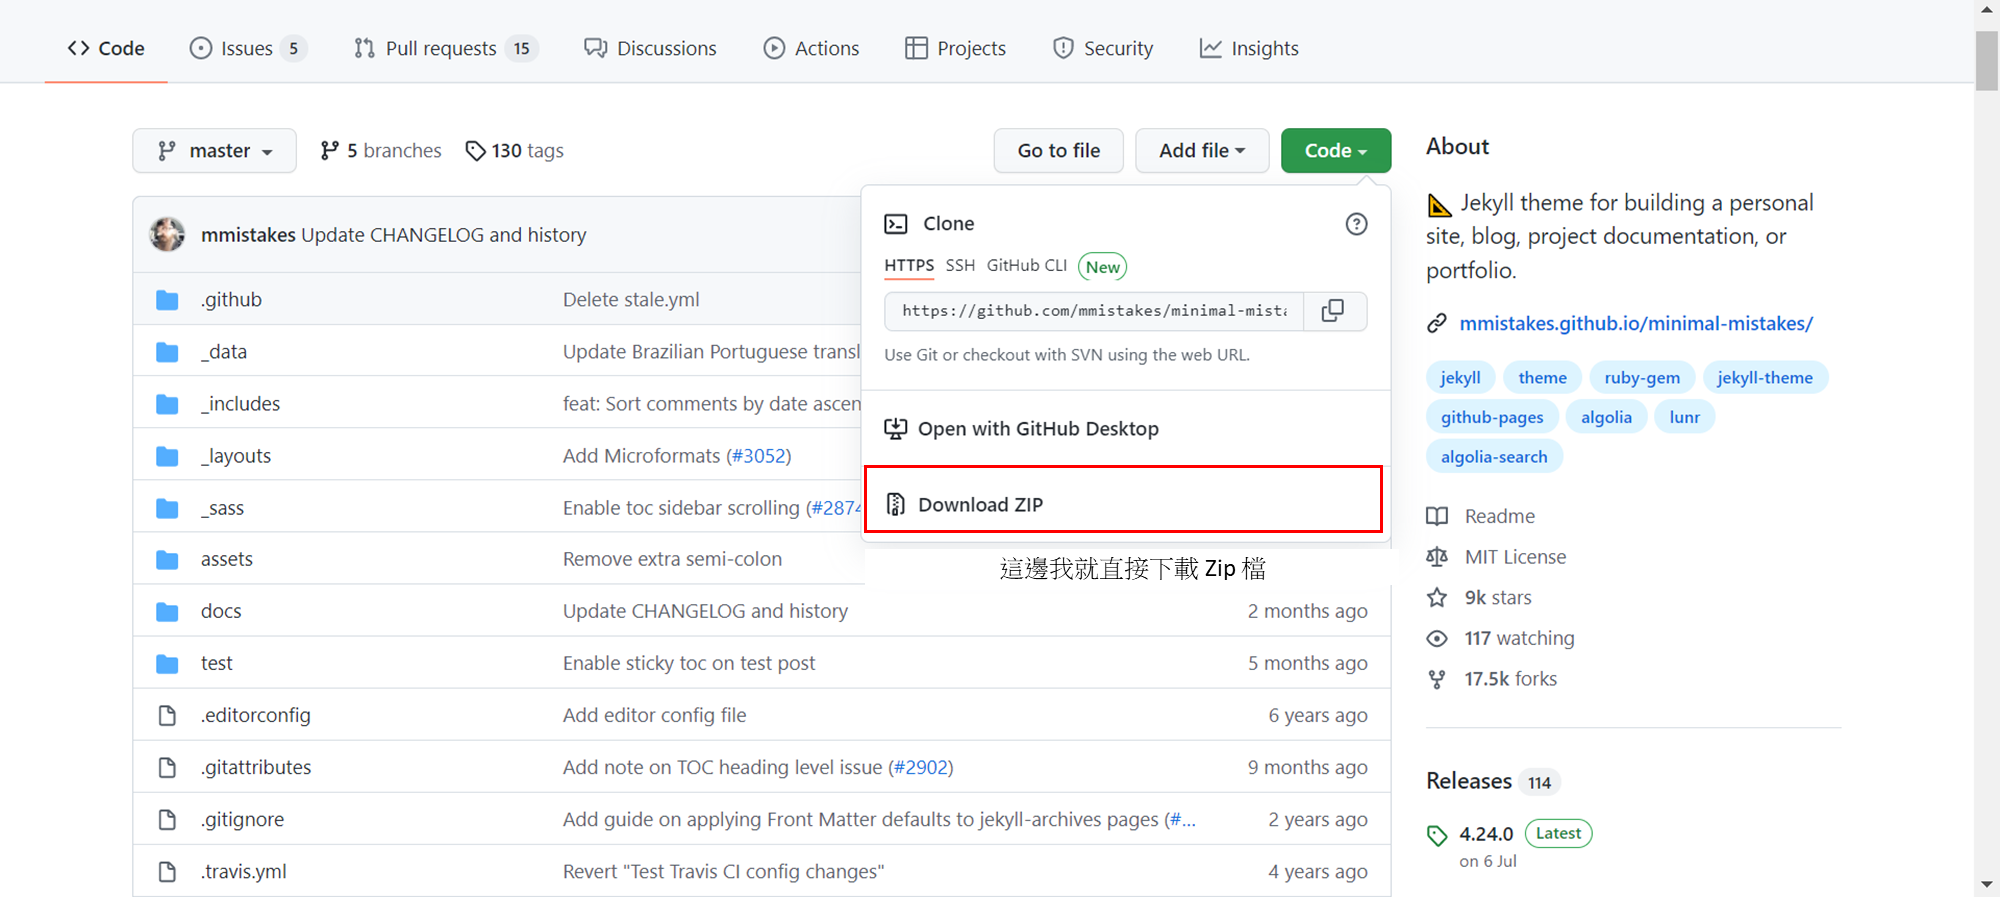 Code
Issues 5
Pull requests 15
Discussions
Actions
Projects
Security
Insights
master
5 branches
130 tags
Go to file
Add file
Code
mmistakes Update CHANGELOG and history
.github
Delete stale.yml
_data
Update Brazilian Portuguese transl
_includes
feat: Sort comments by date ascen
_layouts
Add Microformats (#3052)
_sass
Enable toc sidebar scrolling (#2874
assets
Remove extra semi-colon
docs
Update CHANGELOG and history
2 months ago
test
Enable sticky toc on test post
5 months ago
.editorconfig
Add editor config file
6 years ago
.gitattributes
Add note on TOC heading level issue (#2902)
9 months ago
.gitignore
Add guide on applying Front Matter defaults to jekyll-archives pages (#...
2 years ago
.travis.yml
Revert "Test Travis CI config changes"
4 years ago
Clone
HTTPS SSH GitHub CLI New
https://github.com/mmistakes/minimal-mista
Use Git or checkout with SVN using the web URL.
Open with GitHub Desktop
Download ZIP
這邊我就直接下載 Zip 檔
About
Jekyll theme for building a personal
site, blog, project documentation, or
portfolio.
mmistakes.github.io/minimal-mistakes/
jekyll theme ruby-gem jekyll-theme
github-pages algolia lunr
algolia-search
Readme
MIT License
9k stars
117 watching
17.5k forks
Releases 114
4.24.0 Latest
on 6 Jul